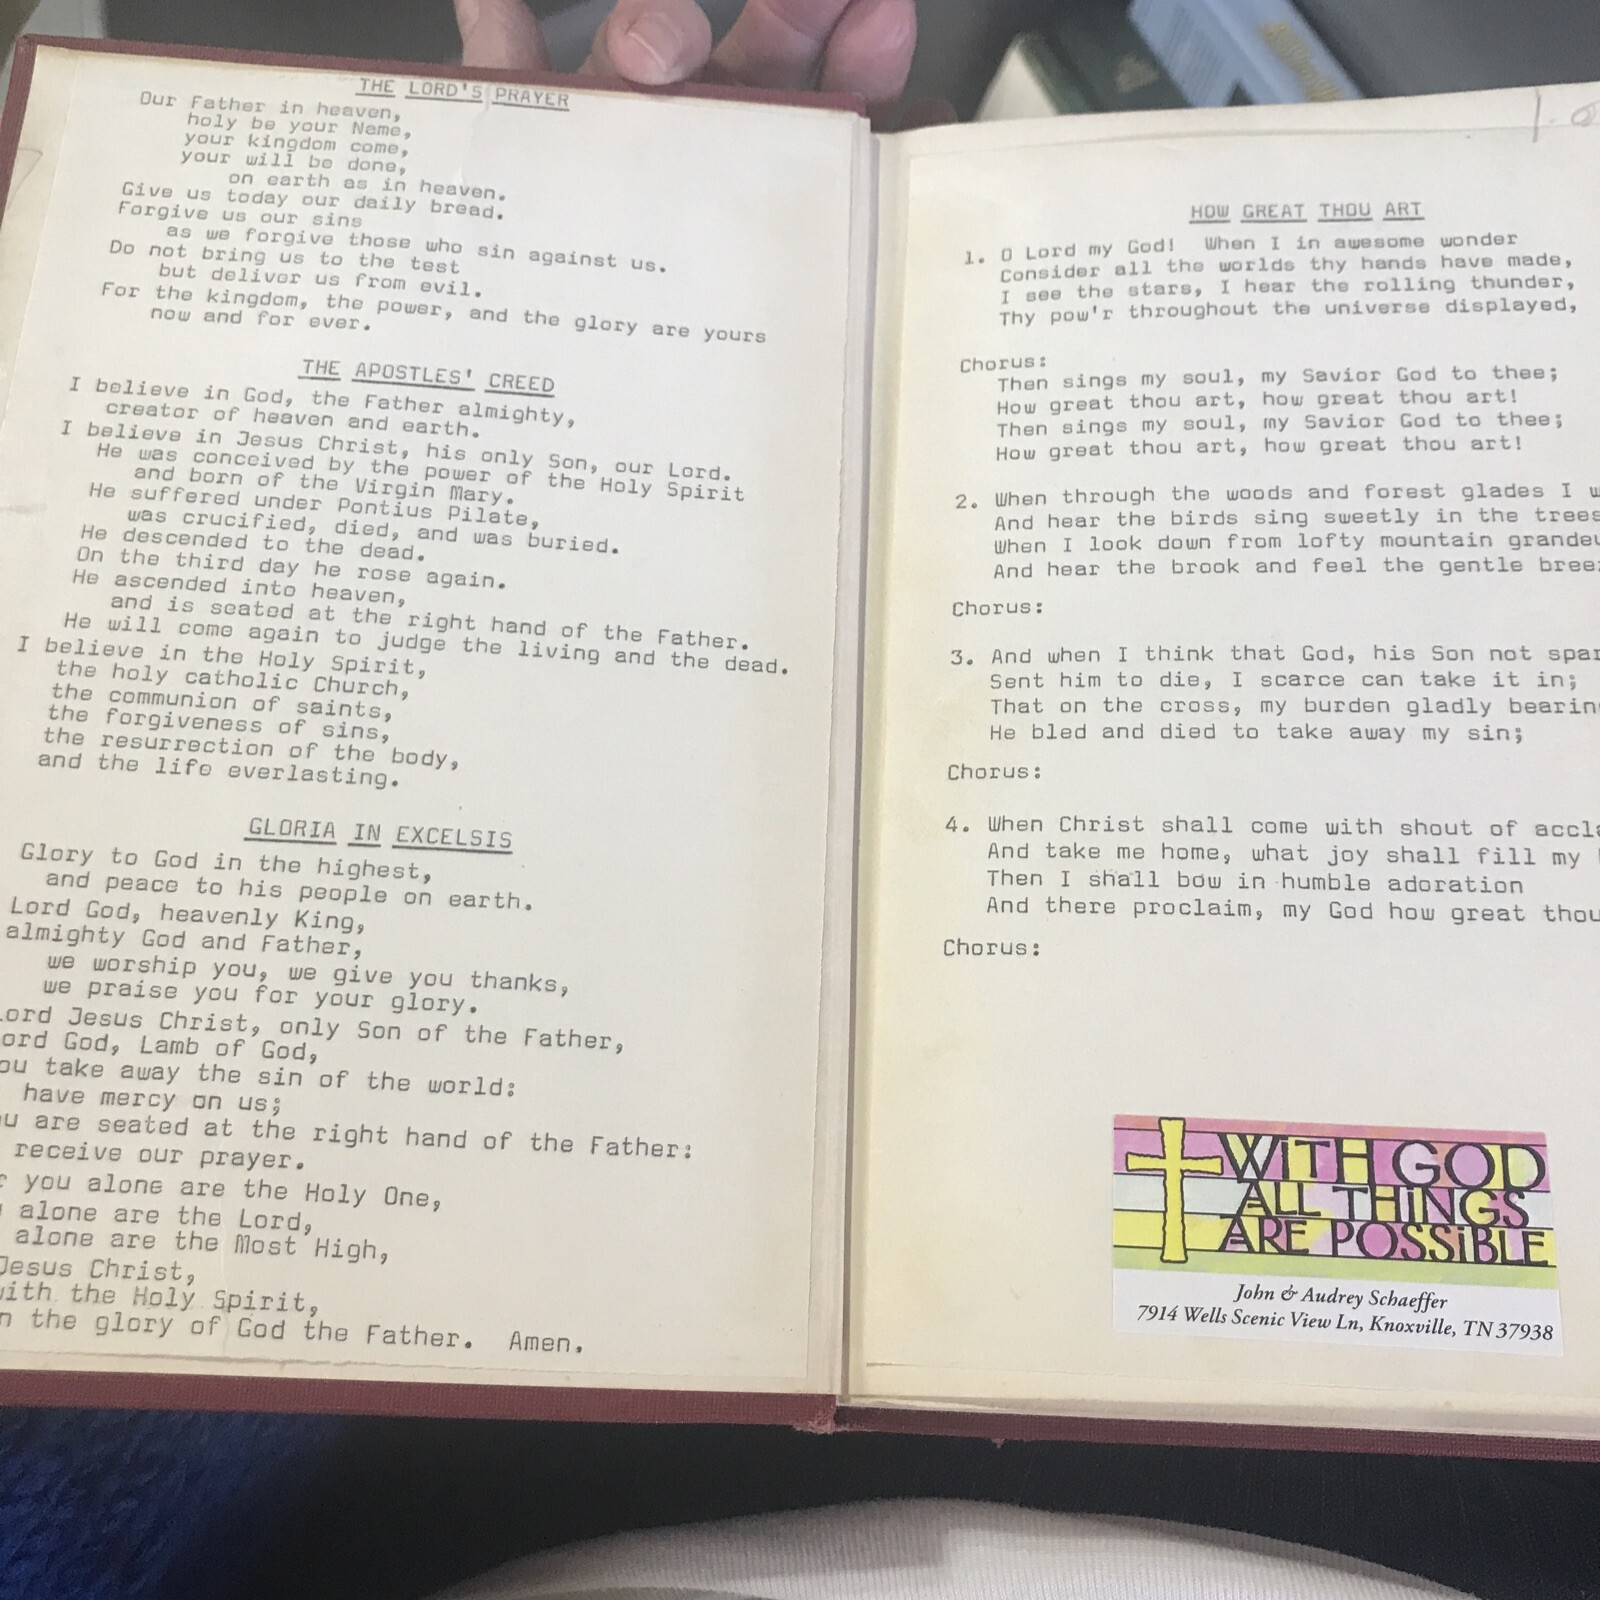 THE LORD'S PRAYER
Our Father in heaven,
holy be your Name,
your kingdom come,
your will be done,
on earth as in heaven.
Give us today our daily bread.
Forgive us our sins
as we forgive those who sin against us.
Do not bring us to the test
but deliver us from evil.
For the kingdom, the power, and the glory are yours
now and for ever.
THE APOSTLES' CREED
I believe in God, the Father almighty,
creator of heaven and earth.
I believe in Jesus Christ, his only Son, our Lord.
He was conceived by the power of the Holy Spirit
and born of the Virgin Mary.
He suffered under Pontius Pilate,
was crucified, died, and was buried.
He descended to the dead.
On the third day he rose again.
He ascended into heaven,
and is seated at the right hand of the Father.
He will come again to judge the living and the dead.
I believe in the Holy Spirit,
the holy catholic Church,
the communion of saints,
the forgiveness of sins,
the resurrection of the body,
and the life everlasting.
GLORIA IN EXCELSIS
Glory to God in the highest,
and peace to his people on earth.
Lord God, heavenly King,
almighty God and Father,
we worship you, we give you thanks,
we praise you for your glory.
ord Jesus Christ, only Son of the Father,
ord God, Lamb of God,
ou take away the sin of the world:
have mercy on us;
u are seated at the right hand of the Father:
receive our prayer.
r you alone are the Holy One,
alone are the Lord,
alone are the Most High,
Jesus Christ,
with the Holy Spirit,
n the glory of God the Father. Amen.
HOW GREAT THOU ART
1. O Lord my God! When I in awesome wonder
Consider all the worlds thy hands have made,
I see the stars, I hear the rolling thunder,
Thy pow'r throughout the universe displayed,
Chorus:
Then sings my soul, my Savior God to thee;
How great thou art, how great thou art!
Then sings my soul, my Savior God to thee;
How great thou art, how great thou art!
2. When through the woods and forest glades I w
And hear the birds sing sweetly in the trees
When I look down from lofty mountain grandeu
And hear the brook and feel the gentle bree
Chorus:
3. And when I think that God, his Son not spar
Sent him to die, I scarce can take it in;
That on the cross, my burden gladly bearin
He bled and died to take away my sin;
Chorus:
4. When Christ shall come with shout of accla
And take me home, what joy shall fill my
Then I shall bow in humble adoration
And there proclaim, my God how great thou
Chorus:
WiTH GOD
ALL THiNGS
ARE POSSiBLE
John & Audrey Schaeffer
7914 Wells Scenic View Ln, Knoxville, TN 37938